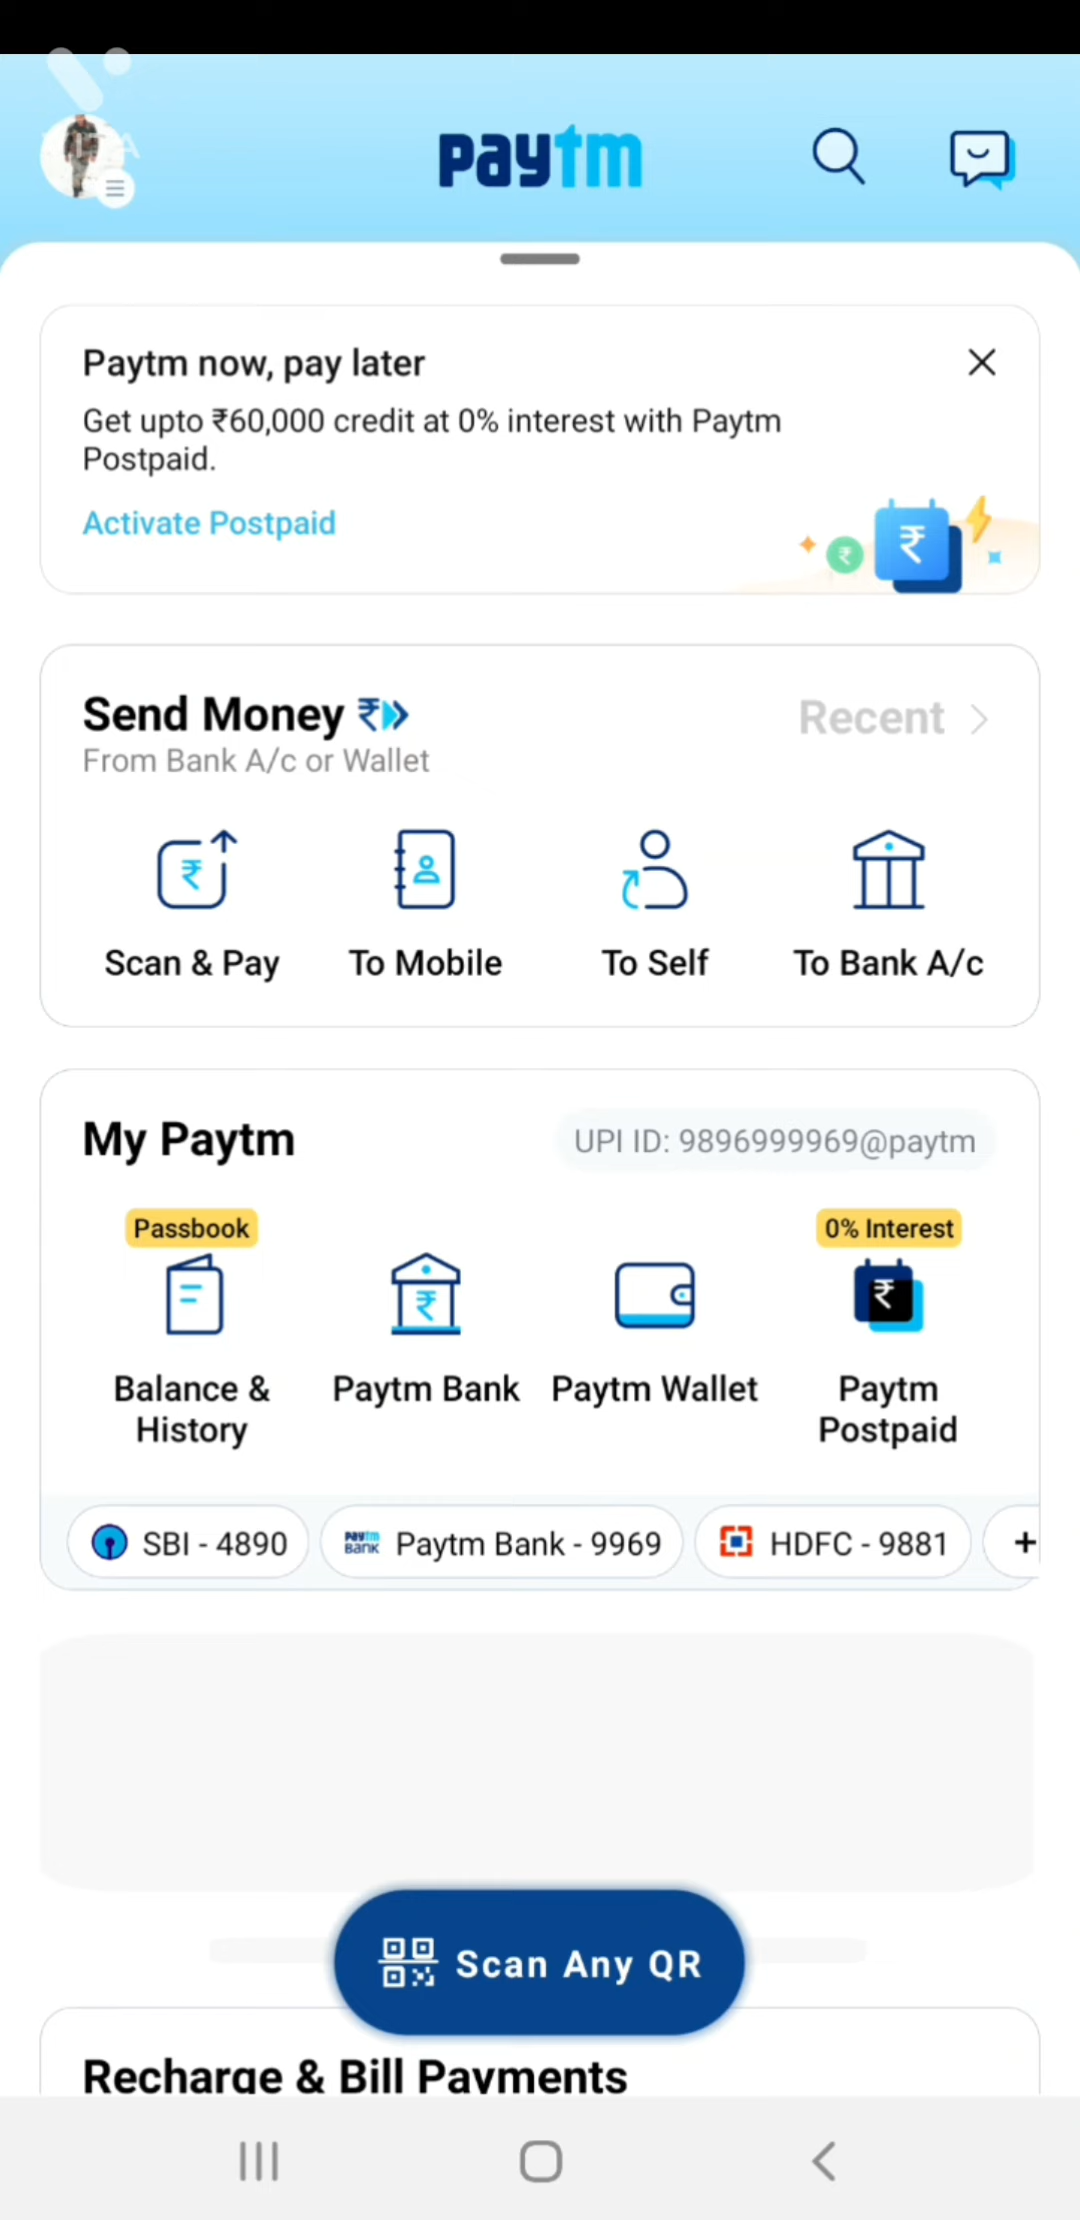 paytm
Paytm now, pay later
Get upto ₹60,000 credit at 0% interest with Paytm
Postpaid.
Activate Postpaid
Send Money
Recent
From Bank A/c or Wallet
Scan & Pay
To Mobile
To Self
To Bank A/c
My Paytm
UPI ID: 9896999969@paytm
Passbook
0% Interest
Balance &
History
Paytm Bank
Paytm Wallet
Paytm
Postpaid
SBI - 4890
paytm
BANK
Paytm Bank - 9969
HDFC - 9881
+
Scan Any QR
Recharge & Bill Payments